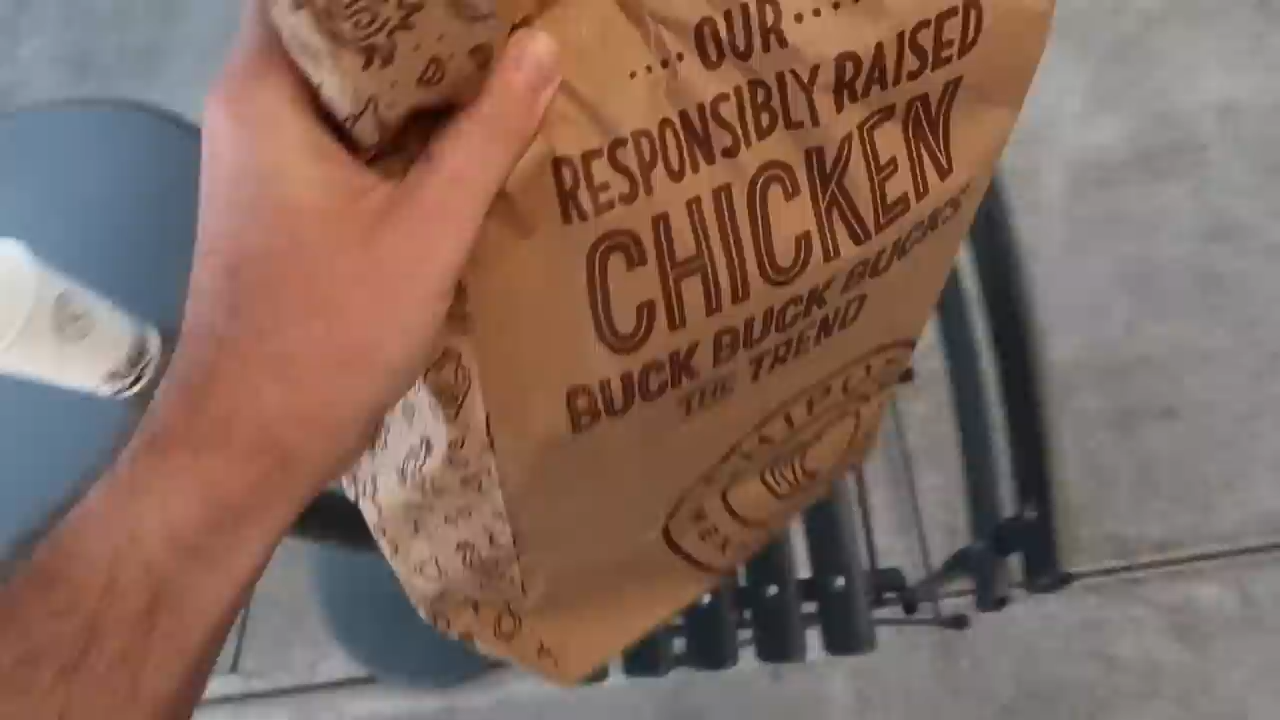 OUR
RESPONSIBLY RAISED
CHICKEN
BUCK BUCK BUCKS
THE TREND